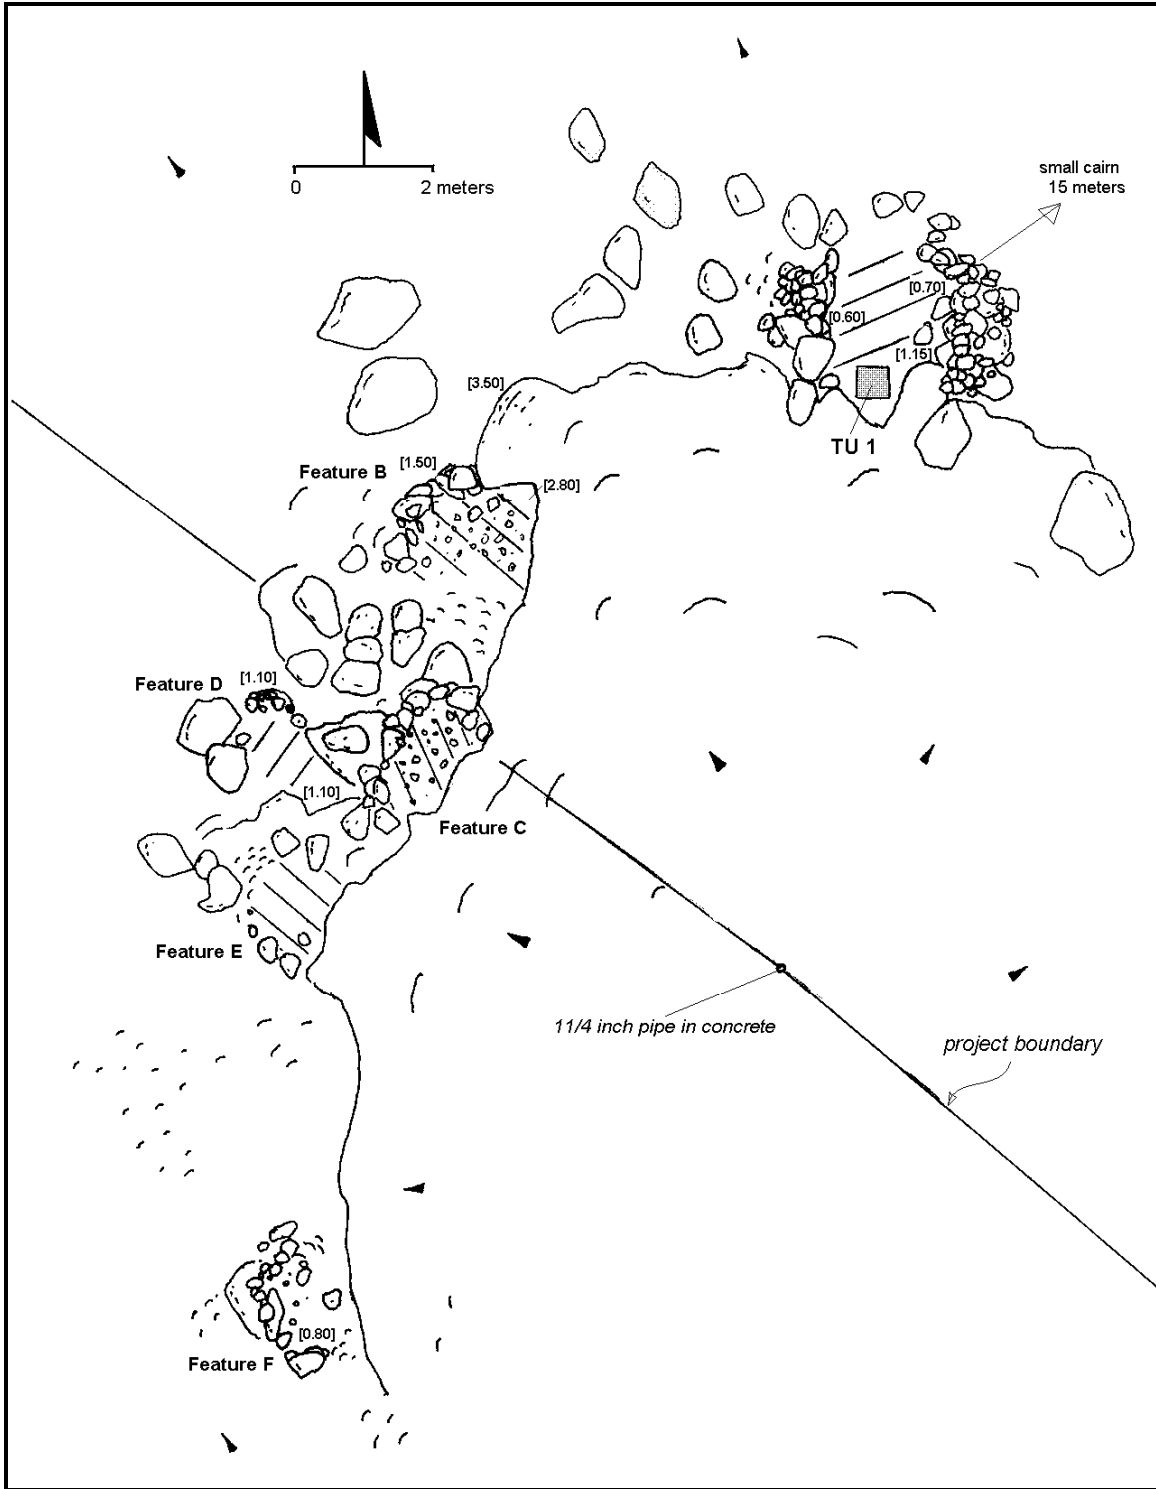 small cairn
15 meters
0 2 meters
[0.70]
[0.60]
[1.15]
[3.50]
TU 1
Feature B [1.50]
[2.80]
Feature D [1.10]
[1.10]
Feature C
Feature E
11/4 inch pipe in concrete
project boundary
[0.80]
Feature F